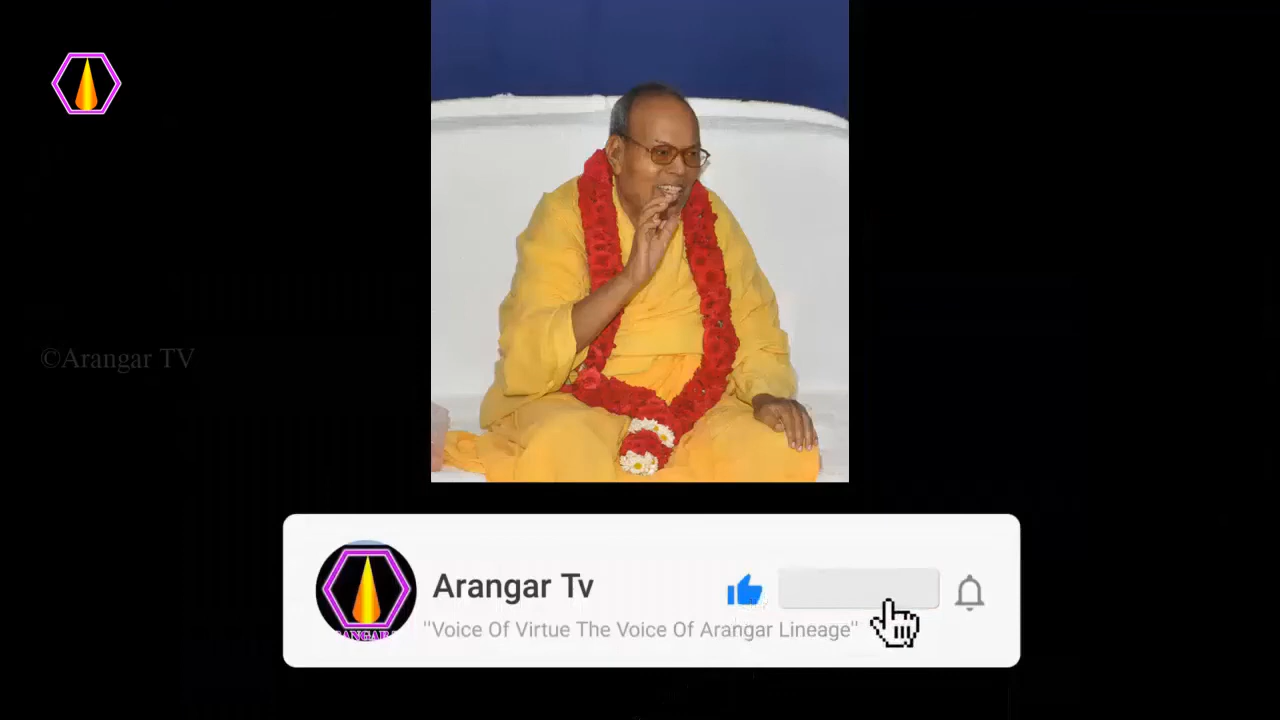 ©Arangar TV
Arangar Tv
"Voice Of Virtue The Voice Of Arangar Lineage"